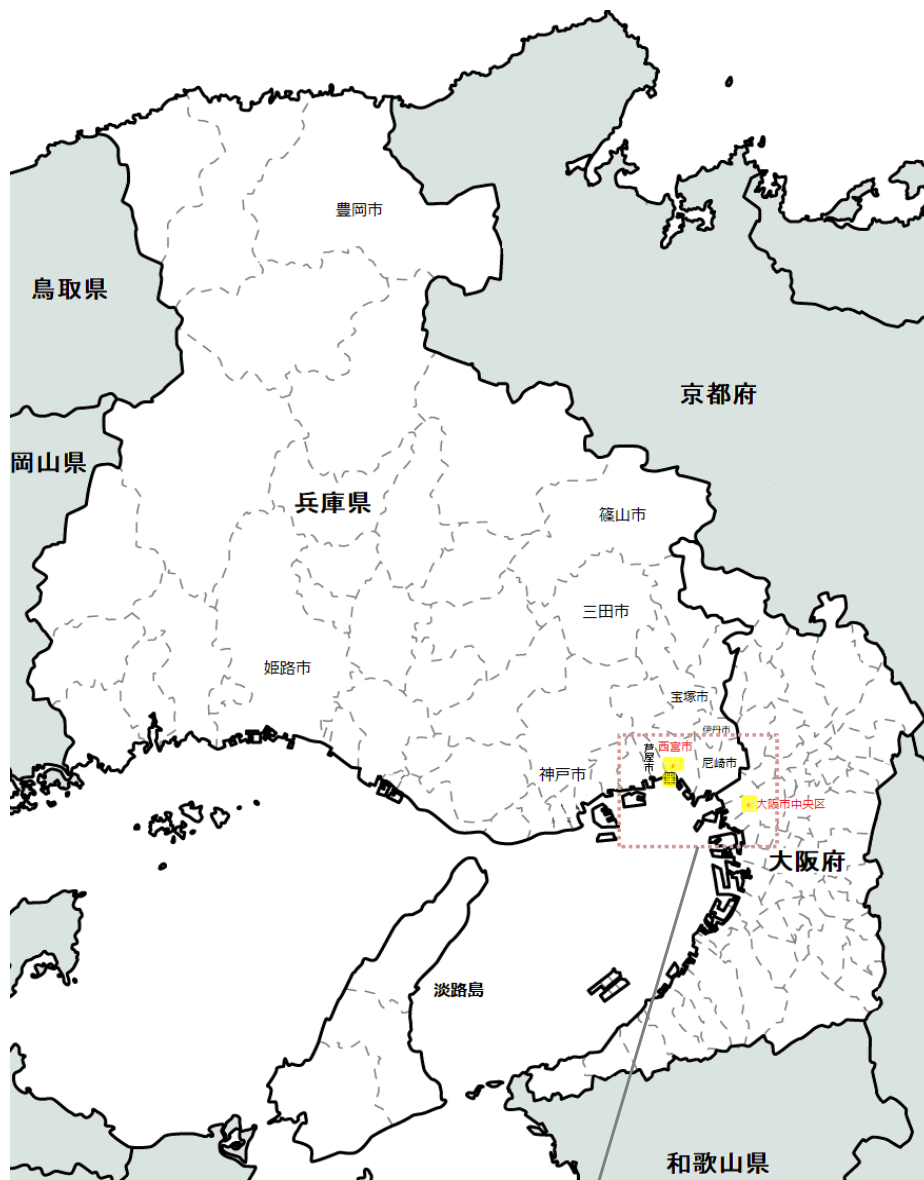 豊岡市
鳥取県
京都府
岡山県
兵庫県
篠山市
三田市
姫路市
宝塚市
伊丹市
西宮市
芦屋市
尼崎市
神戸市
大阪市中央区
大阪府
淡路島
和歌山県